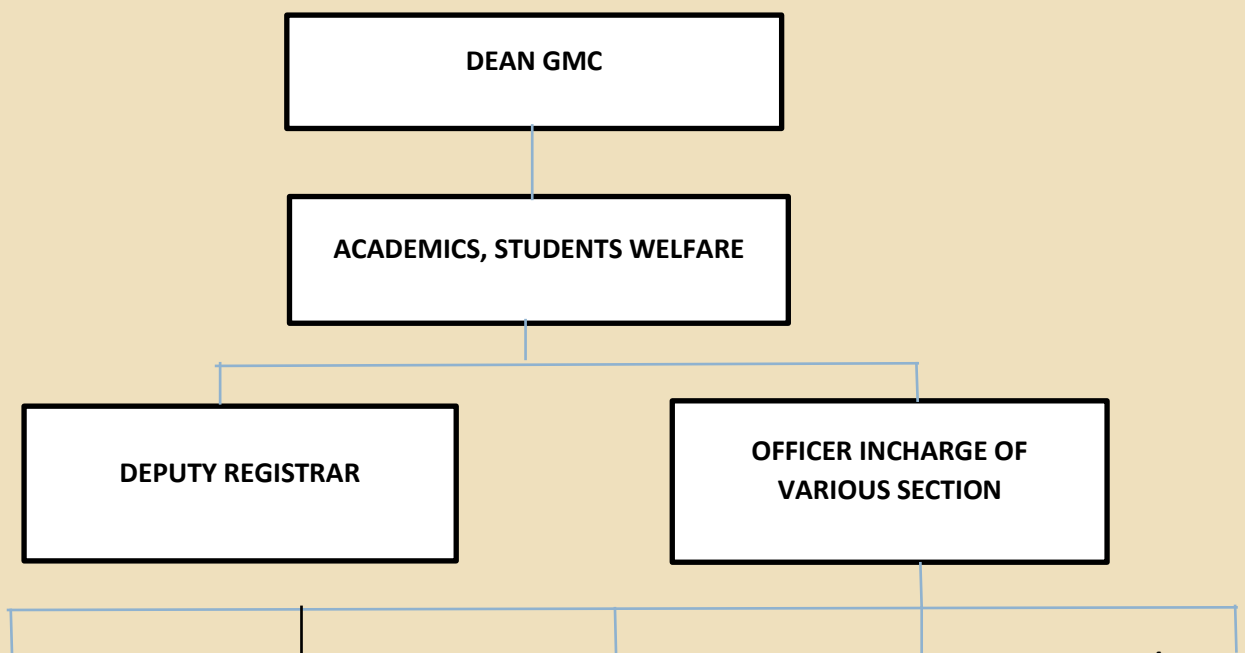 DEAN GMC
ACADEMICS, STUDENTS WELFARE
DEPUTY REGISTRAR
OFFICER INCHARGE OF
VARIOUS SECTION